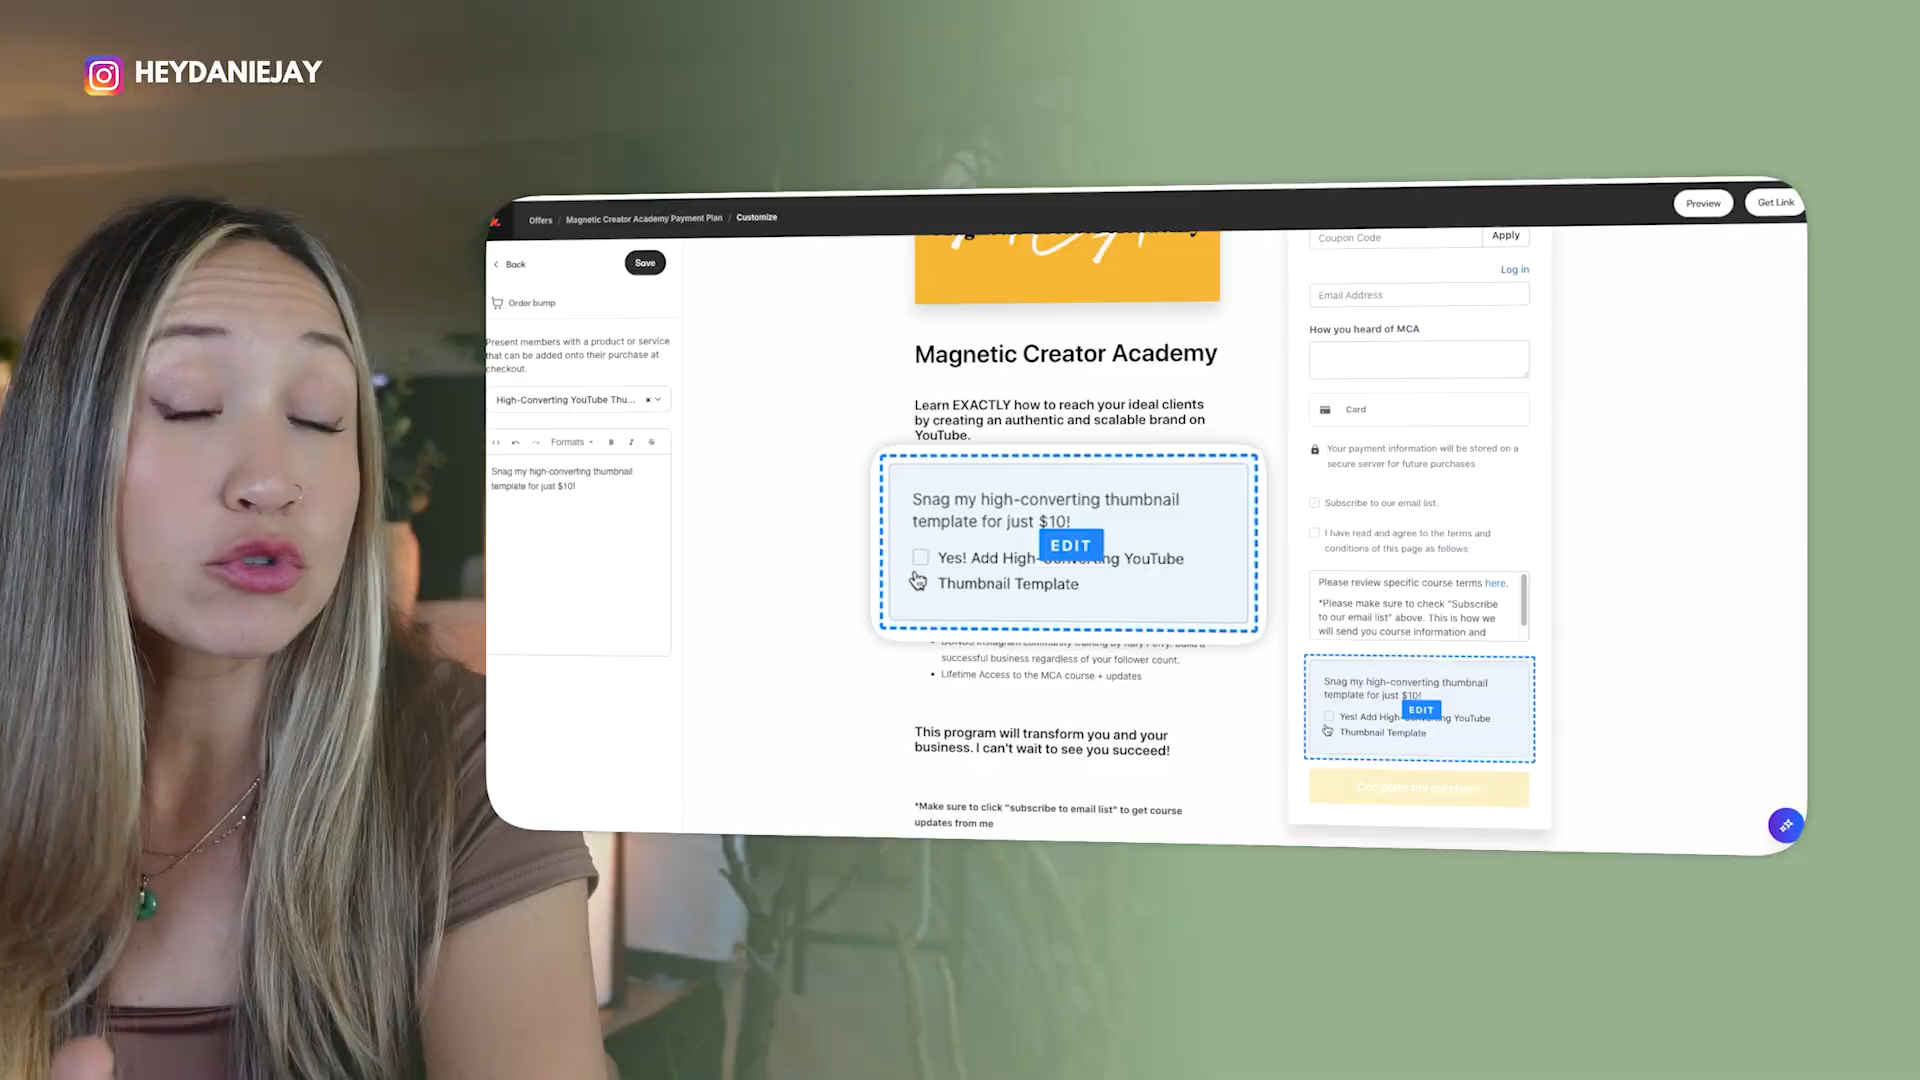 HEYDANIEJAY
Offers / Magnetic Creator Academy Payment Plan / Customize
Preview
Get Link
Back
Save
Order bump
Present members with a product or service
that can be added onto their purchase at
checkout.
High-Converting YouTube Thu...
Formats
B I S
Snag my high-converting thumbnail
template for just $10!
Magnetic Creator Academy
Learn EXACTLY how to reach your ideal clients
by creating an authentic and scalable brand on
YouTube.
Snag my high-converting thumbnail
template for just $10!
EDIT
Yes! Add High-Converting YouTube
Thumbnail Template
successful business regardless of your follower count.
• Lifetime Access to the MCA course + updates
This program will transform you and your
business. I can't wait to see you succeed!
*Make sure to click "subscribe to email list" to get course
updates from me
Coupon Code
Apply
Log in
Email Address
How you heard of MCA
Card
Your payment information will be stored on a
secure server for future purchases
Subscribe to our email list.
I have read and agree to the terms and
conditions of this page as follows:
Please review specific course terms here.
*Please make sure to check "Subscribe
to our email list" above. This is how we
will send you course information and
Snag my high-converting thumbnail
template for just $10!
EDIT
Yes! Add High-Converting YouTube
Thumbnail Template
Complete my purchase